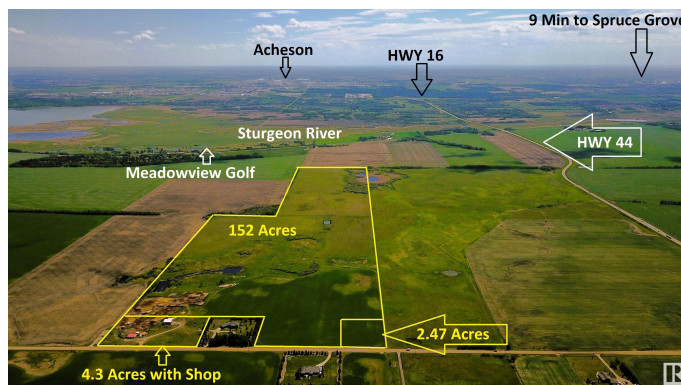 9 Min to Spruce Grove
Acheson
HWY 16
Sturgeon River
HWY 44
Meadowview Golf
152 Acres
2.47 Acres
4.3 Acres with Shop
R